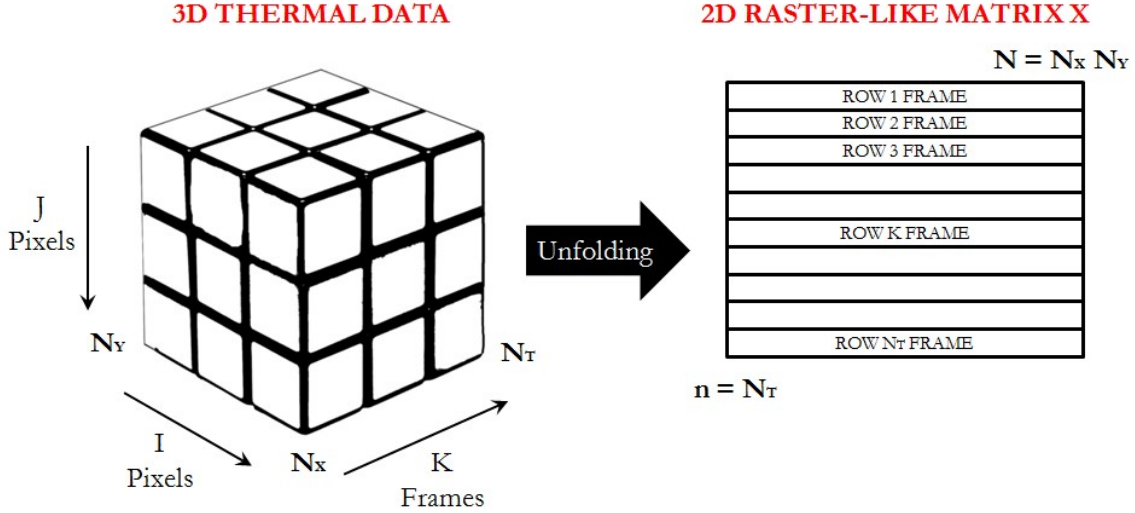 3D THERMAL DATA
2D RASTER-LIKE MATRIX X
N = NX NY
ROW 1 FRAME
ROW 2 FRAME
ROW 3 FRAME
J
Pixels
Unfolding
ROW K FRAME
NY
NT
ROW NT FRAME
n = NT
I
Pixels
NX
K
Frames